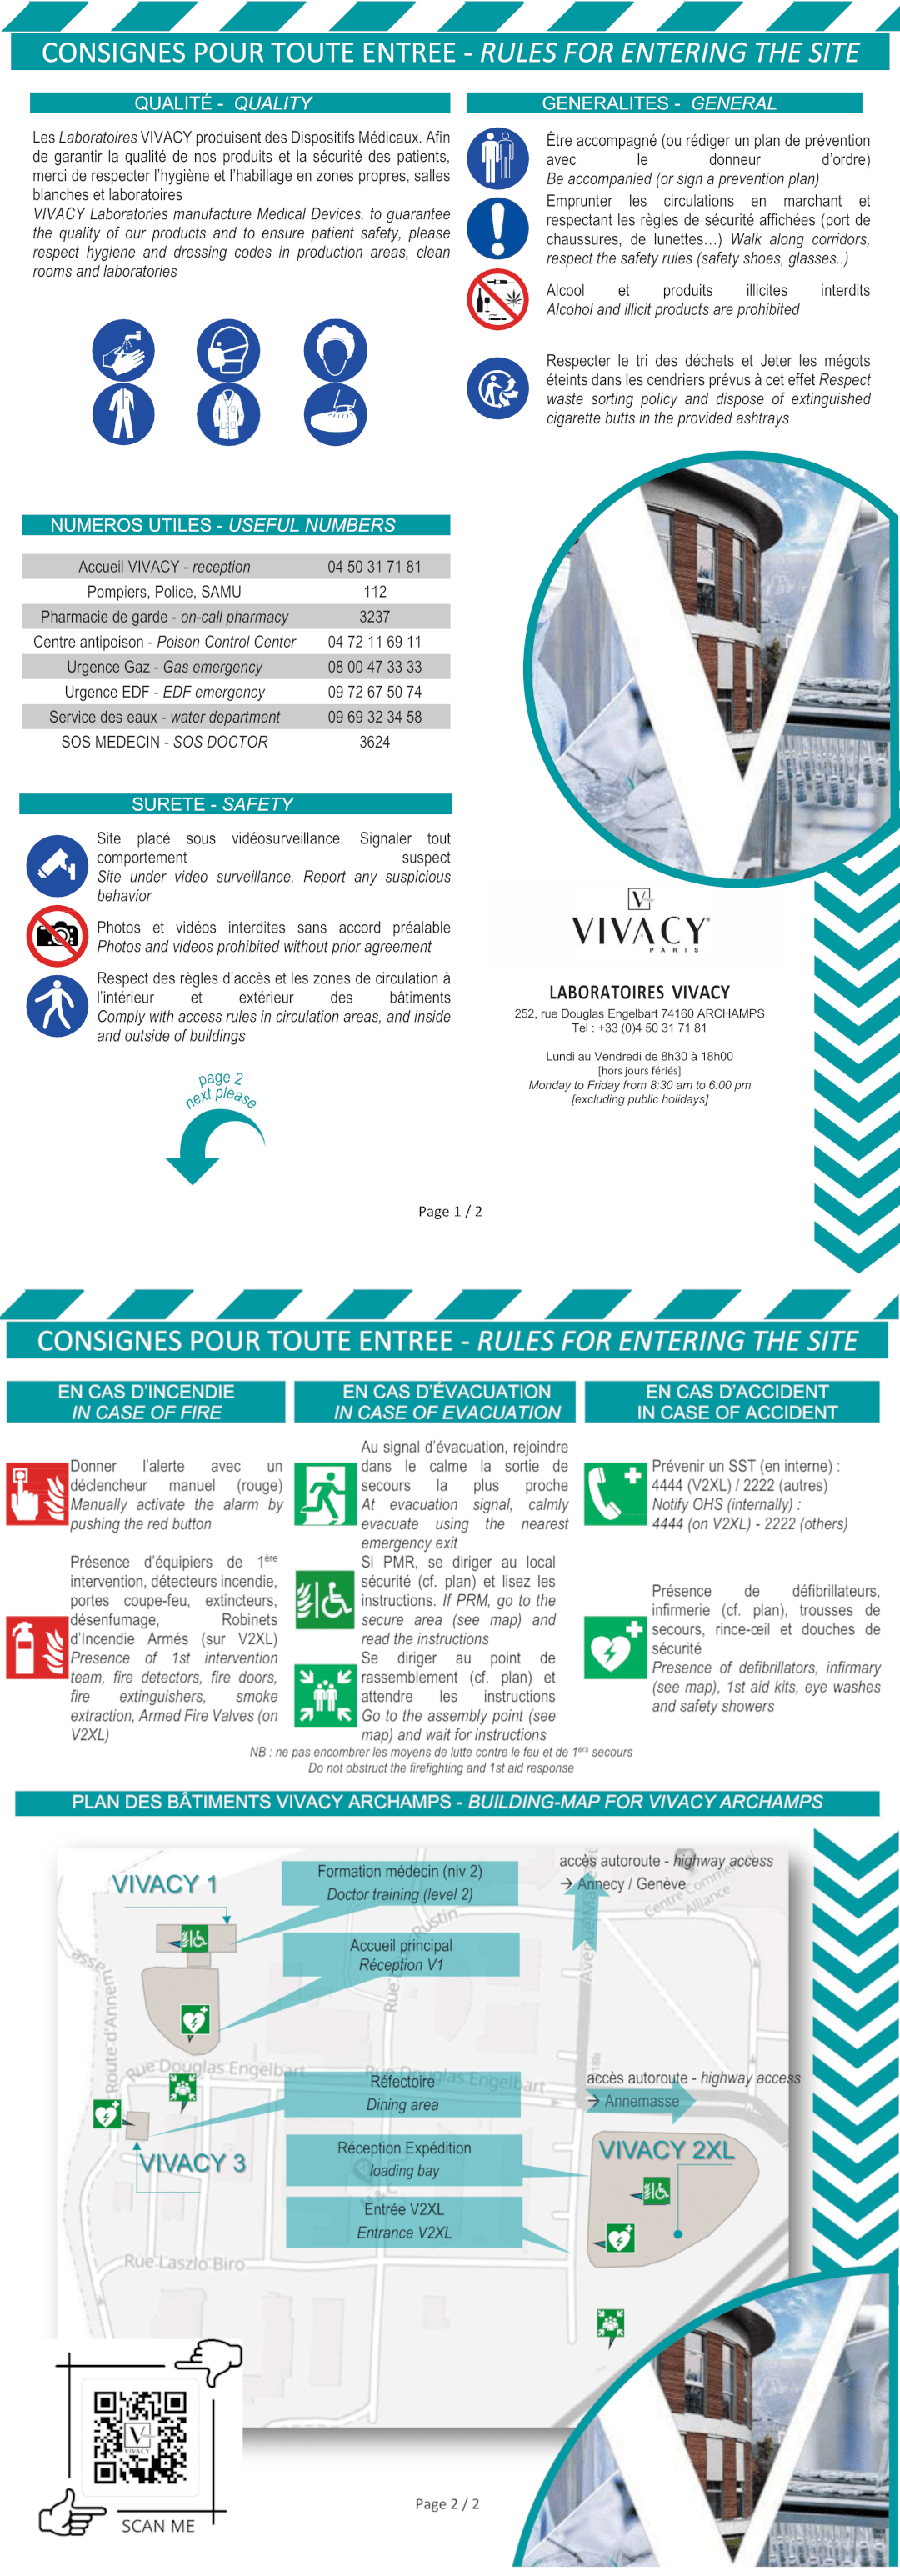 CONSIGNES POUR TOUTE ENTREE - RULES FOR ENTERING THE SITE
QUALITÉ - QUALITY
Les Laboratoires VIVACY produisent des Dispositifs Médicaux. Afin
de garantir la qualité de nos produits et la sécurité des patients,
merci de respecter l'hygiène et l'habillage en zones propres, salles
blanches et laboratoires
VIVACY Laboratories manufacture Medical Devices. to guarantee
the quality of our products and to ensure patient safety, please
respect hygiene and dressing codes in production areas, clean
rooms and laboratories
GENERALITES - GENERAL
Être accompagné (ou rédiger un plan de prévention
avec le donneur d'ordre)
Be accompanied (or sign a prevention plan)
Emprunter les circulations en marchant et
respectant les règles de sécurité affichées (port de
chaussures, de lunettes…) Walk along corridors,
respect the safety rules (safety shoes, glasses..)
Alcool et produits illicites interdits
Alcohol and illicit products are prohibited
Respecter le tri des déchets et Jeter les mégots
éteints dans les cendriers prévus à cet effet Respect
waste sorting policy and dispose of extinguished
cigarette butts in the provided ashtrays
NUMEROS UTILES - USEFUL NUMBERS
Accueil VIVACY - reception 04 50 31 71 81
Pompiers, Police, SAMU 112
Pharmacie de garde - on-call pharmacy 3237
Centre antipoison - Poison Control Center 04 72 11 69 11
Urgence Gaz - Gas emergency 08 00 47 33 33
Urgence EDF - EDF emergency 09 72 67 50 74
Service des eaux - water department 09 69 32 34 58
SOS MEDECIN - SOS DOCTOR 3624
SURETE - SAFETY
Site placé sous vidéosurveillance. Signaler tout
comportement suspect
Site under video surveillance. Report any suspicious
behavior
Photos et vidéos interdites sans accord préalable
Photos and videos prohibited without prior agreement
Respect des règles d'accès et les zones de circulation à
l'intérieur et extérieur des bâtiments
Comply with access rules in circulation areas, and inside
and outside of buildings
page 2
next please
V
VIVACY
PARIS
LABORATOIRES VIVACY
252, rue Douglas Engelbart 74160 ARCHAMPS
Tel : +33 (0)4 50 31 71 81
Lundi au Vendredi de 8h30 à 18h00
[hors jours fériés]
Monday to Friday from 8:30 am to 6:00 pm
[excluding public holidays]
Page 1 / 2
CONSIGNES POUR TOUTE ENTREE - RULES FOR ENTERING THE SITE
EN CAS D'INCENDIE
IN CASE OF FIRE
Donner l'alerte avec un
déclencheur manuel (rouge)
Manually activate the alarm by
pushing the red button
Présence d'équipiers de 1ère
intervention, détecteurs incendie,
portes coupe-feu, extincteurs,
désenfumage, Robinets
d'Incendie Armés (sur V2XL)
Presence of 1st intervention
team, fire detectors, fire doors,
fire extinguishers, smoke
extraction, Armed Fire Valves (on
V2XL)
EN CAS D'ÉVACUATION
IN CASE OF EVACUATION
Au signal d'évacuation, rejoindre
dans le calme la sortie de
secours la plus proche
At evacuation signal, calmly
evacuate using the nearest
emergency exit
Si PMR, se diriger au local
sécurité (cf. plan) et lisez les
instructions. If PRM, go to the
secure area (see map) and
read the instructions
Se diriger au point de
rassemblement (cf. plan) et
attendre les instructions
Go to the assembly point (see
map) and wait for instructions
EN CAS D'ACCIDENT
IN CASE OF ACCIDENT
Prévenir un SST (en interne) :
4444 (V2XL) / 2222 (autres)
Notify OHS (internally) :
4444 (on V2XL) - 2222 (others)
Présence de défibrillateurs,
infirmerie (cf. plan), trousses de
secours, rince-œil et douches de
sécurité
Presence of defibrillators, infirmary
(see map), 1st aid kits, eye washes
and safety showers
NB : ne pas encombrer les moyens de lutte contre le feu et de 1ers secours
Do not obstruct the firefighting and 1st aid response
PLAN DES BÂTIMENTS VIVACY ARCHAMPS - BUILDING-MAP FOR VIVACY ARCHAMPS
VIVACY 1
Formation médecin (niv 2)
Doctor training (level 2)
accès autoroute - highway access
→ Annecy / Genève
Centre Commercial
Alliance
Accueil principal
Réception V1
Route d'Annemasse
Rue Douglas Engelbart
Rue Douglas Engelbart
Réfectoire
Dining area
accès autoroute - highway access
→ Annemasse
VIVACY 3
Réception Expédition
loading bay
VIVACY 2XL
Entrée V2XL
Entrance V2XL
Rue Laszlo Biro
V
VIVACY
SCAN ME
Page 2 / 2